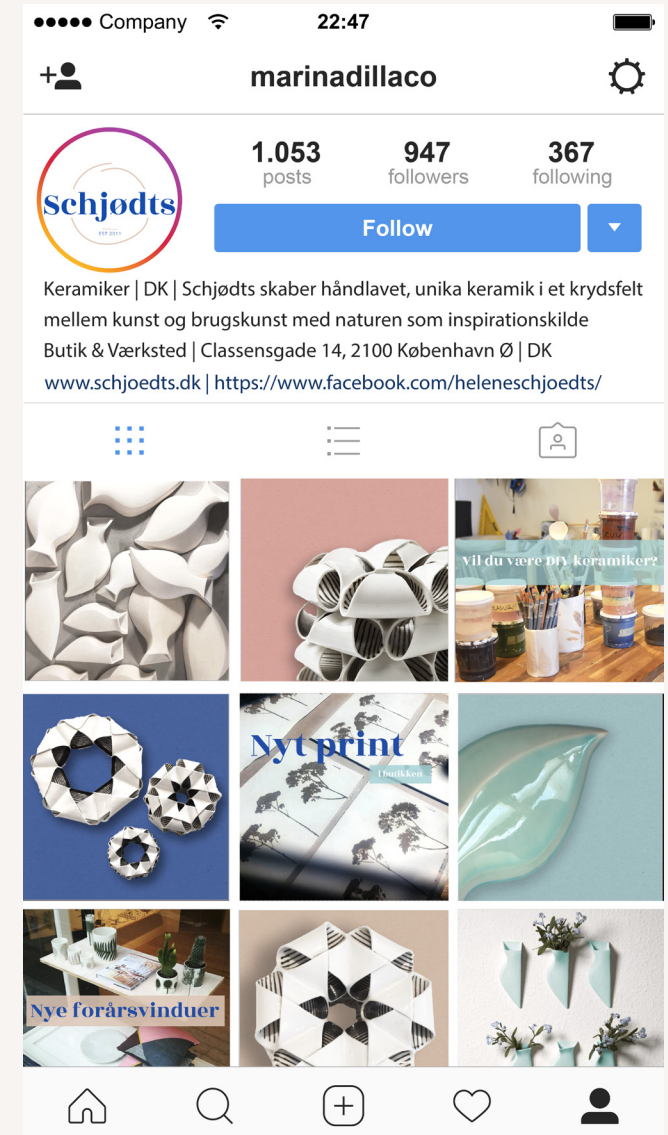 Company 22:47
marinadillaco
1.053 947 367
posts followers following
Schjødts
EST 2011
Follow
Keramiker | DK | Schjødts skaber håndlavet, unika keramik i et krydsfelt
mellem kunst og brugskunst med naturen som inspirationskilde
Butik & Værksted | Classensgade 14, 2100 København Ø | DK
www.schjoedts.dk | https://www.facebook.com/heleneschjoedts/
Vil du være DIY keramiker?
Nyt print
I butikken
Nye forårsvinduer